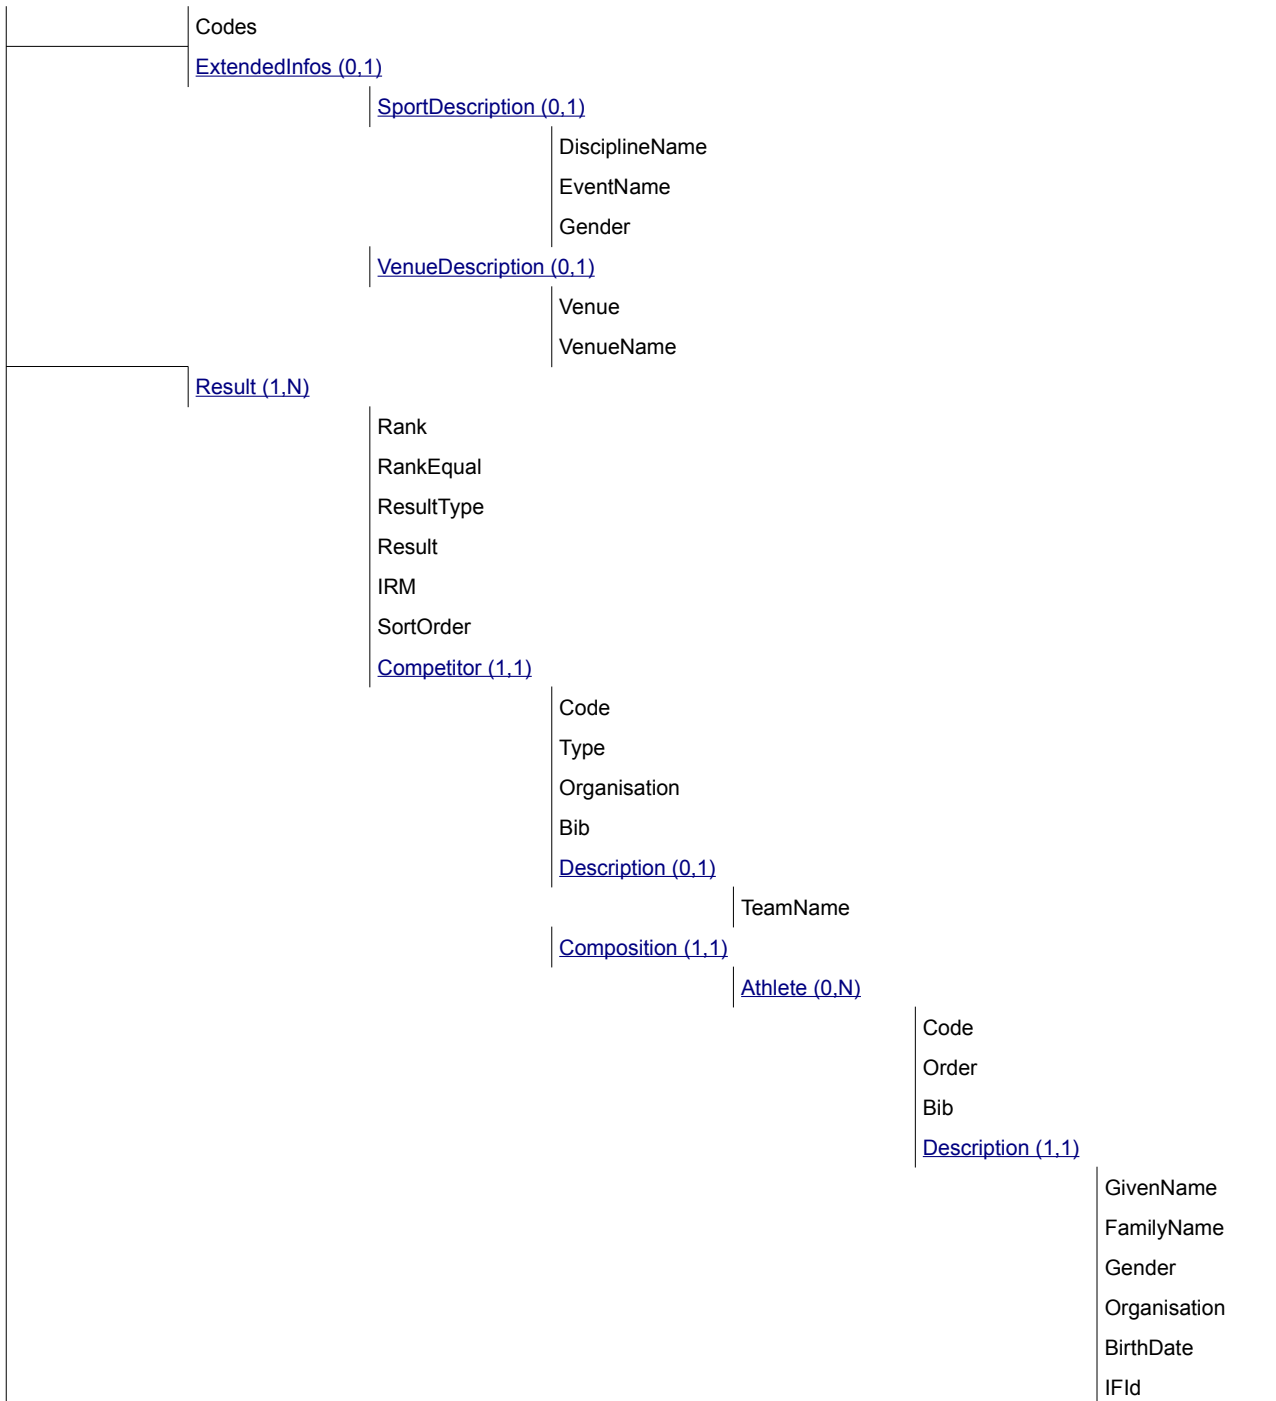 Codes
ExtendedInfos (0,1)
SportDescription (0,1)
DisciplineName
EventName
Gender
VenueDescription (0,1)
Venue
VenueName
Result (1,N)
Rank
RankEqual
ResultType
Result
IRM
SortOrder
Competitor (1,1)
Code
Type
Organisation
Bib
Description (0,1)
TeamName
Composition (1,1)
Athlete (0,N)
Code
Order
Bib
Description (1,1)
GivenName
FamilyName
Gender
Organisation
BirthDate
IFId